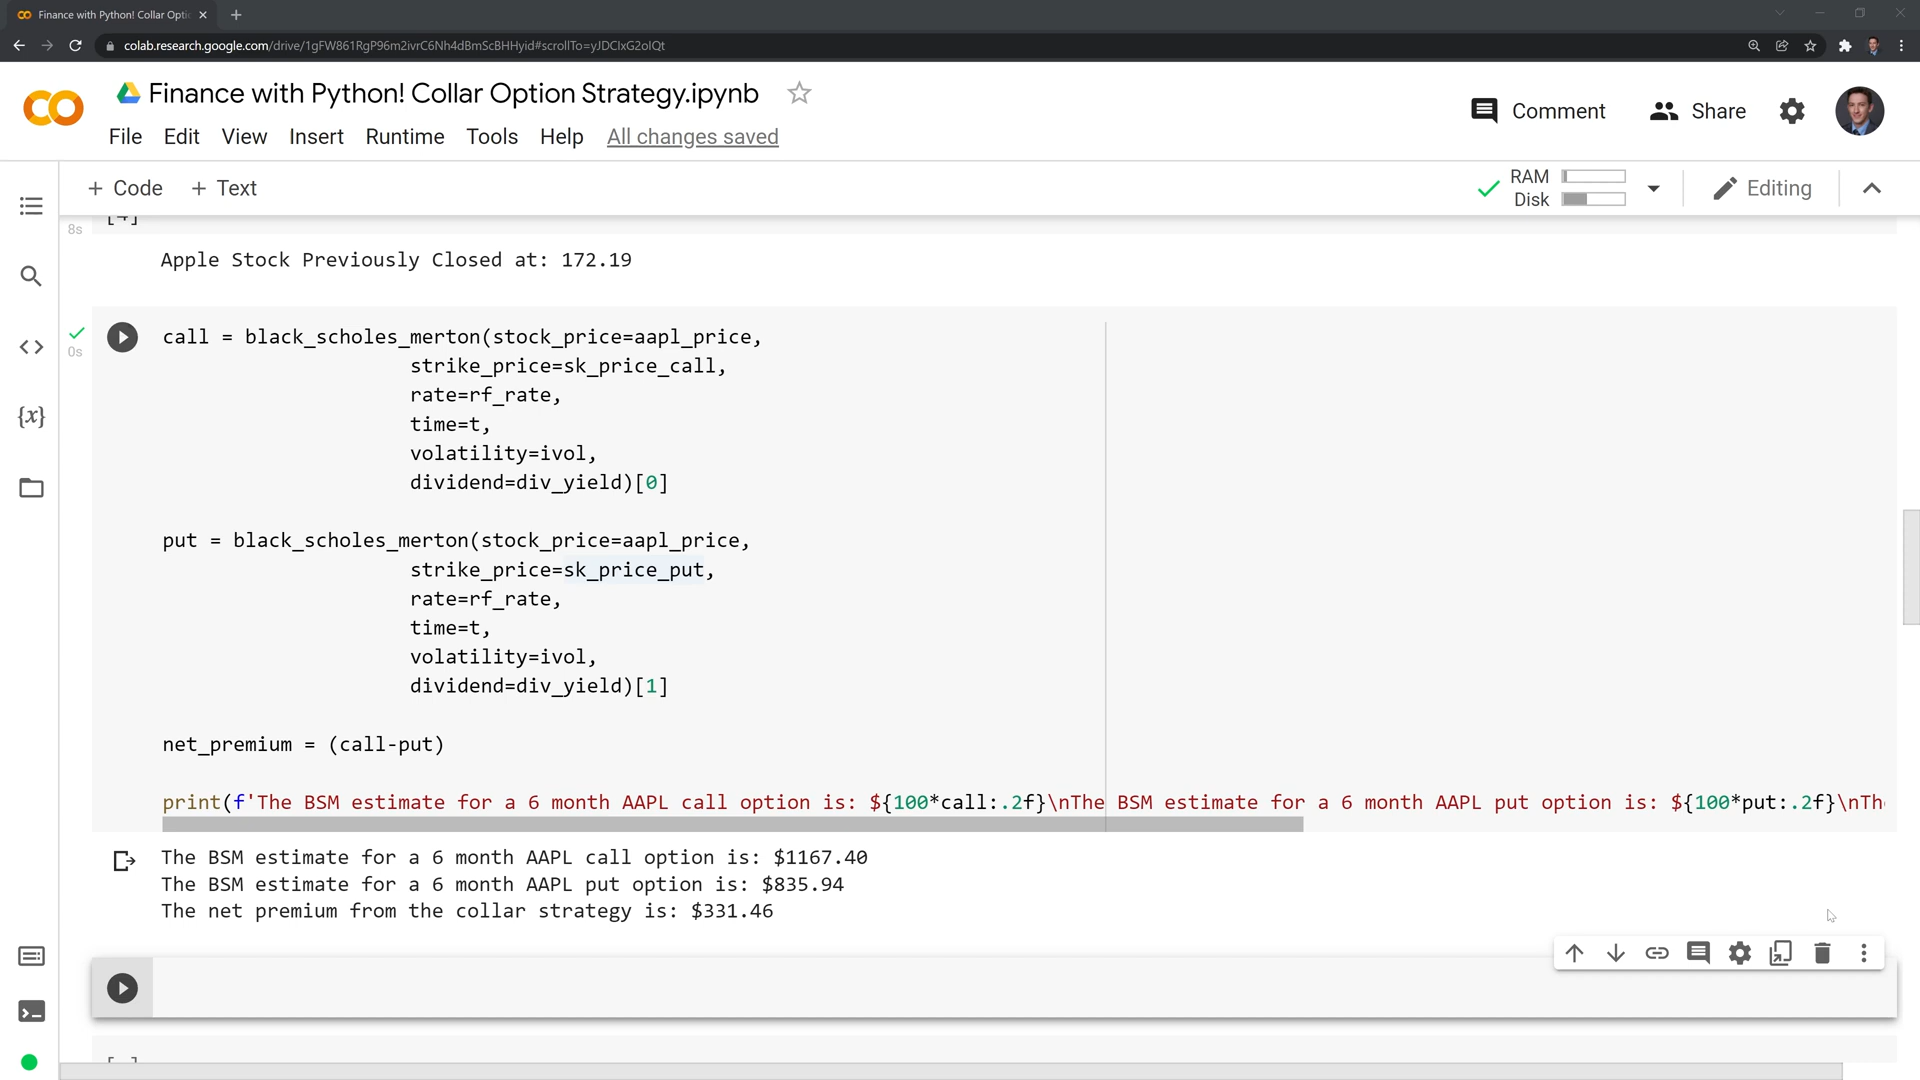 Finance with Python! Collar Optio
colab.research.google.com/drive/1gFW861RgP96m2ivrC6Nh4dBmScBHHyid#scrollTo=yJDCIxG2oIQt
Finance with Python! Collar Option Strategy.ipynb
Comment
Share
File Edit View Insert Runtime Tools Help All changes saved
+ Code + Text
RAM
Disk
Editing
[4]
8s
Apple Stock Previously Closed at: 172.19
0s
call = black_scholes_merton(stock_price=aapl_price,
strike_price=sk_price_call,
rate=rf_rate,
time=t,
volatility=ivol,
dividend=div_yield)[0]
put = black_scholes_merton(stock_price=aapl_price,
strike_price=sk_price_put,
rate=rf_rate,
time=t,
volatility=ivol,
dividend=div_yield)[1]
net_premium = (call-put)
print(f'The BSM estimate for a 6 month AAPL call option is: ${100*call:.2f}\nThe BSM estimate for a 6 month AAPL put option is: ${100*put:.2f}\nTh
The BSM estimate for a 6 month AAPL call option is: $1167.40
The BSM estimate for a 6 month AAPL put option is: $835.94
The net premium from the collar strategy is: $331.46
[ ]